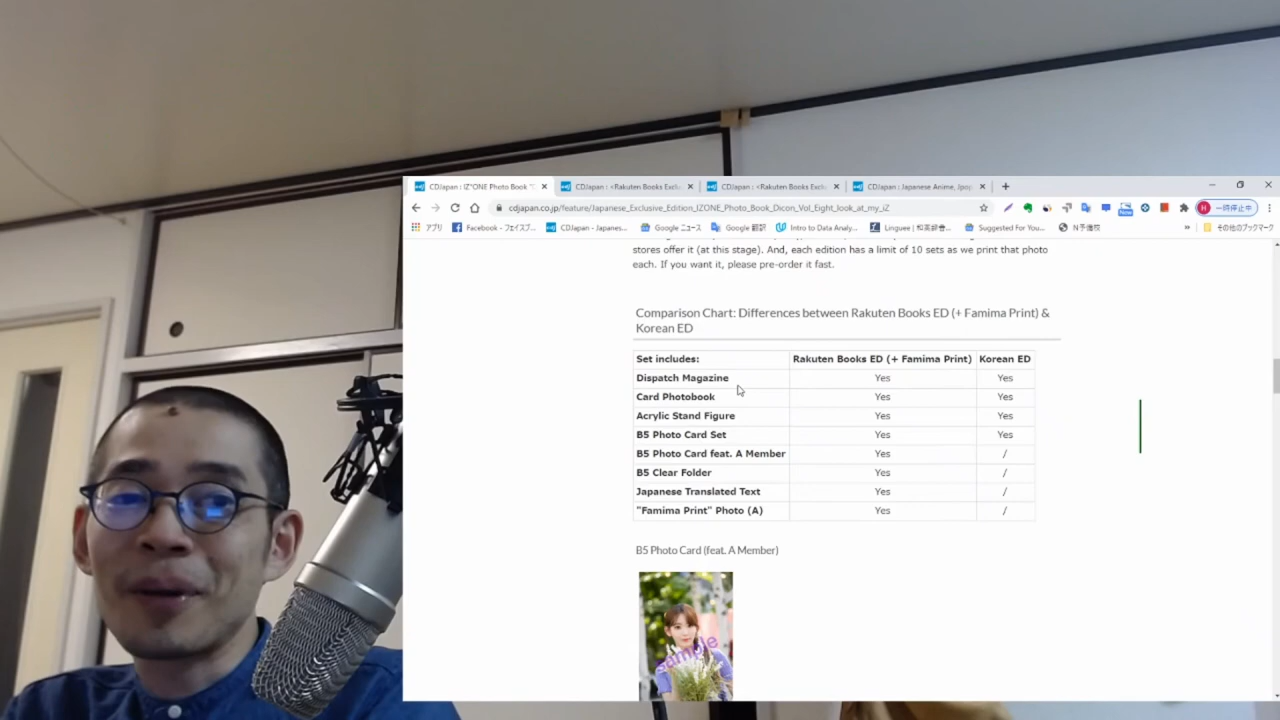 CDJapan : IZ*ONE Photo Book "
CDJapan : <Rakuten Books Exclus
CDJapan : <Rakuten Books Exclu
CDJapan : Japanese Anime, Jpop
cdjapan.co.jp/feature/Japanese_Exclusive_Edition_IZONE_Photo_Book_Dicon_Vol_Eight_look_at_my_iZ
New
H 一時停止中
アプリ
Facebook - フェイスブ...
CDJapan - Japanes...
Google ニュース
Google 翻訳
Intro to Data Analy...
Linguee | 和英辞書...
Suggested For You...
N予備校
»
その他のブックマーク
stores offer it (at this stage). And, each edition has a limit of 10 sets as we print that photo
each. If you want it, please pre-order it fast.
Comparison Chart: Differences between Rakuten Books ED (+ Famima Print) &
Korean ED
Set includes: Rakuten Books ED (+ Famima Print) Korean ED
Dispatch Magazine Yes Yes
Card Photobook Yes Yes
Acrylic Stand Figure Yes Yes
B5 Photo Card Set Yes Yes
B5 Photo Card feat. A Member Yes /
B5 Clear Folder Yes /
Japanese Translated Text Yes /
"Famima Print" Photo (A) Yes /
B5 Photo Card (feat. A Member)
sample